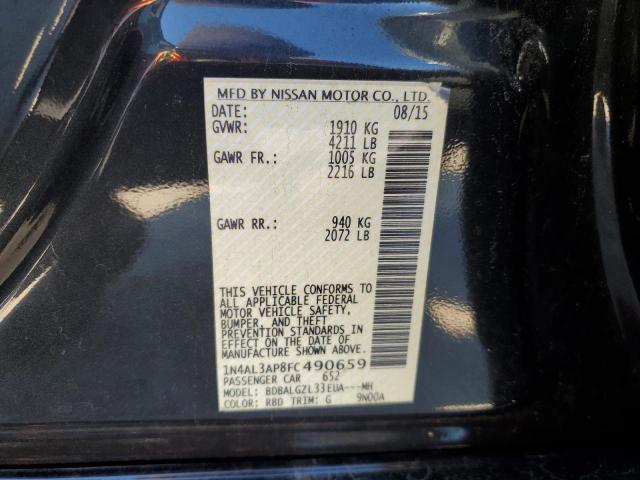 MFD BY NISSAN MOTOR CO., LTD.
DATE: 08/15
GVWR: 1910 KG
4211 LB
GAWR FR.: 1005 KG
2216 LB
GAWR RR.: 940 KG
2072 LB
THIS VEHICLE CONFORMS TO
ALL APPLICABLE FEDERAL
MOTOR VEHICLE SAFETY,
BUMPER, AND THEFT
PREVENTION STANDARDS IN
EFFECT ON THE DATE OF
MANUFACTURE SHOWN ABOVE.
1N4AL3AP8FC490659
PASSENGER CAR 652
MODEL: BDBALGZL33EUA---MH
COLOR: RBD TRIM: G 9N00A